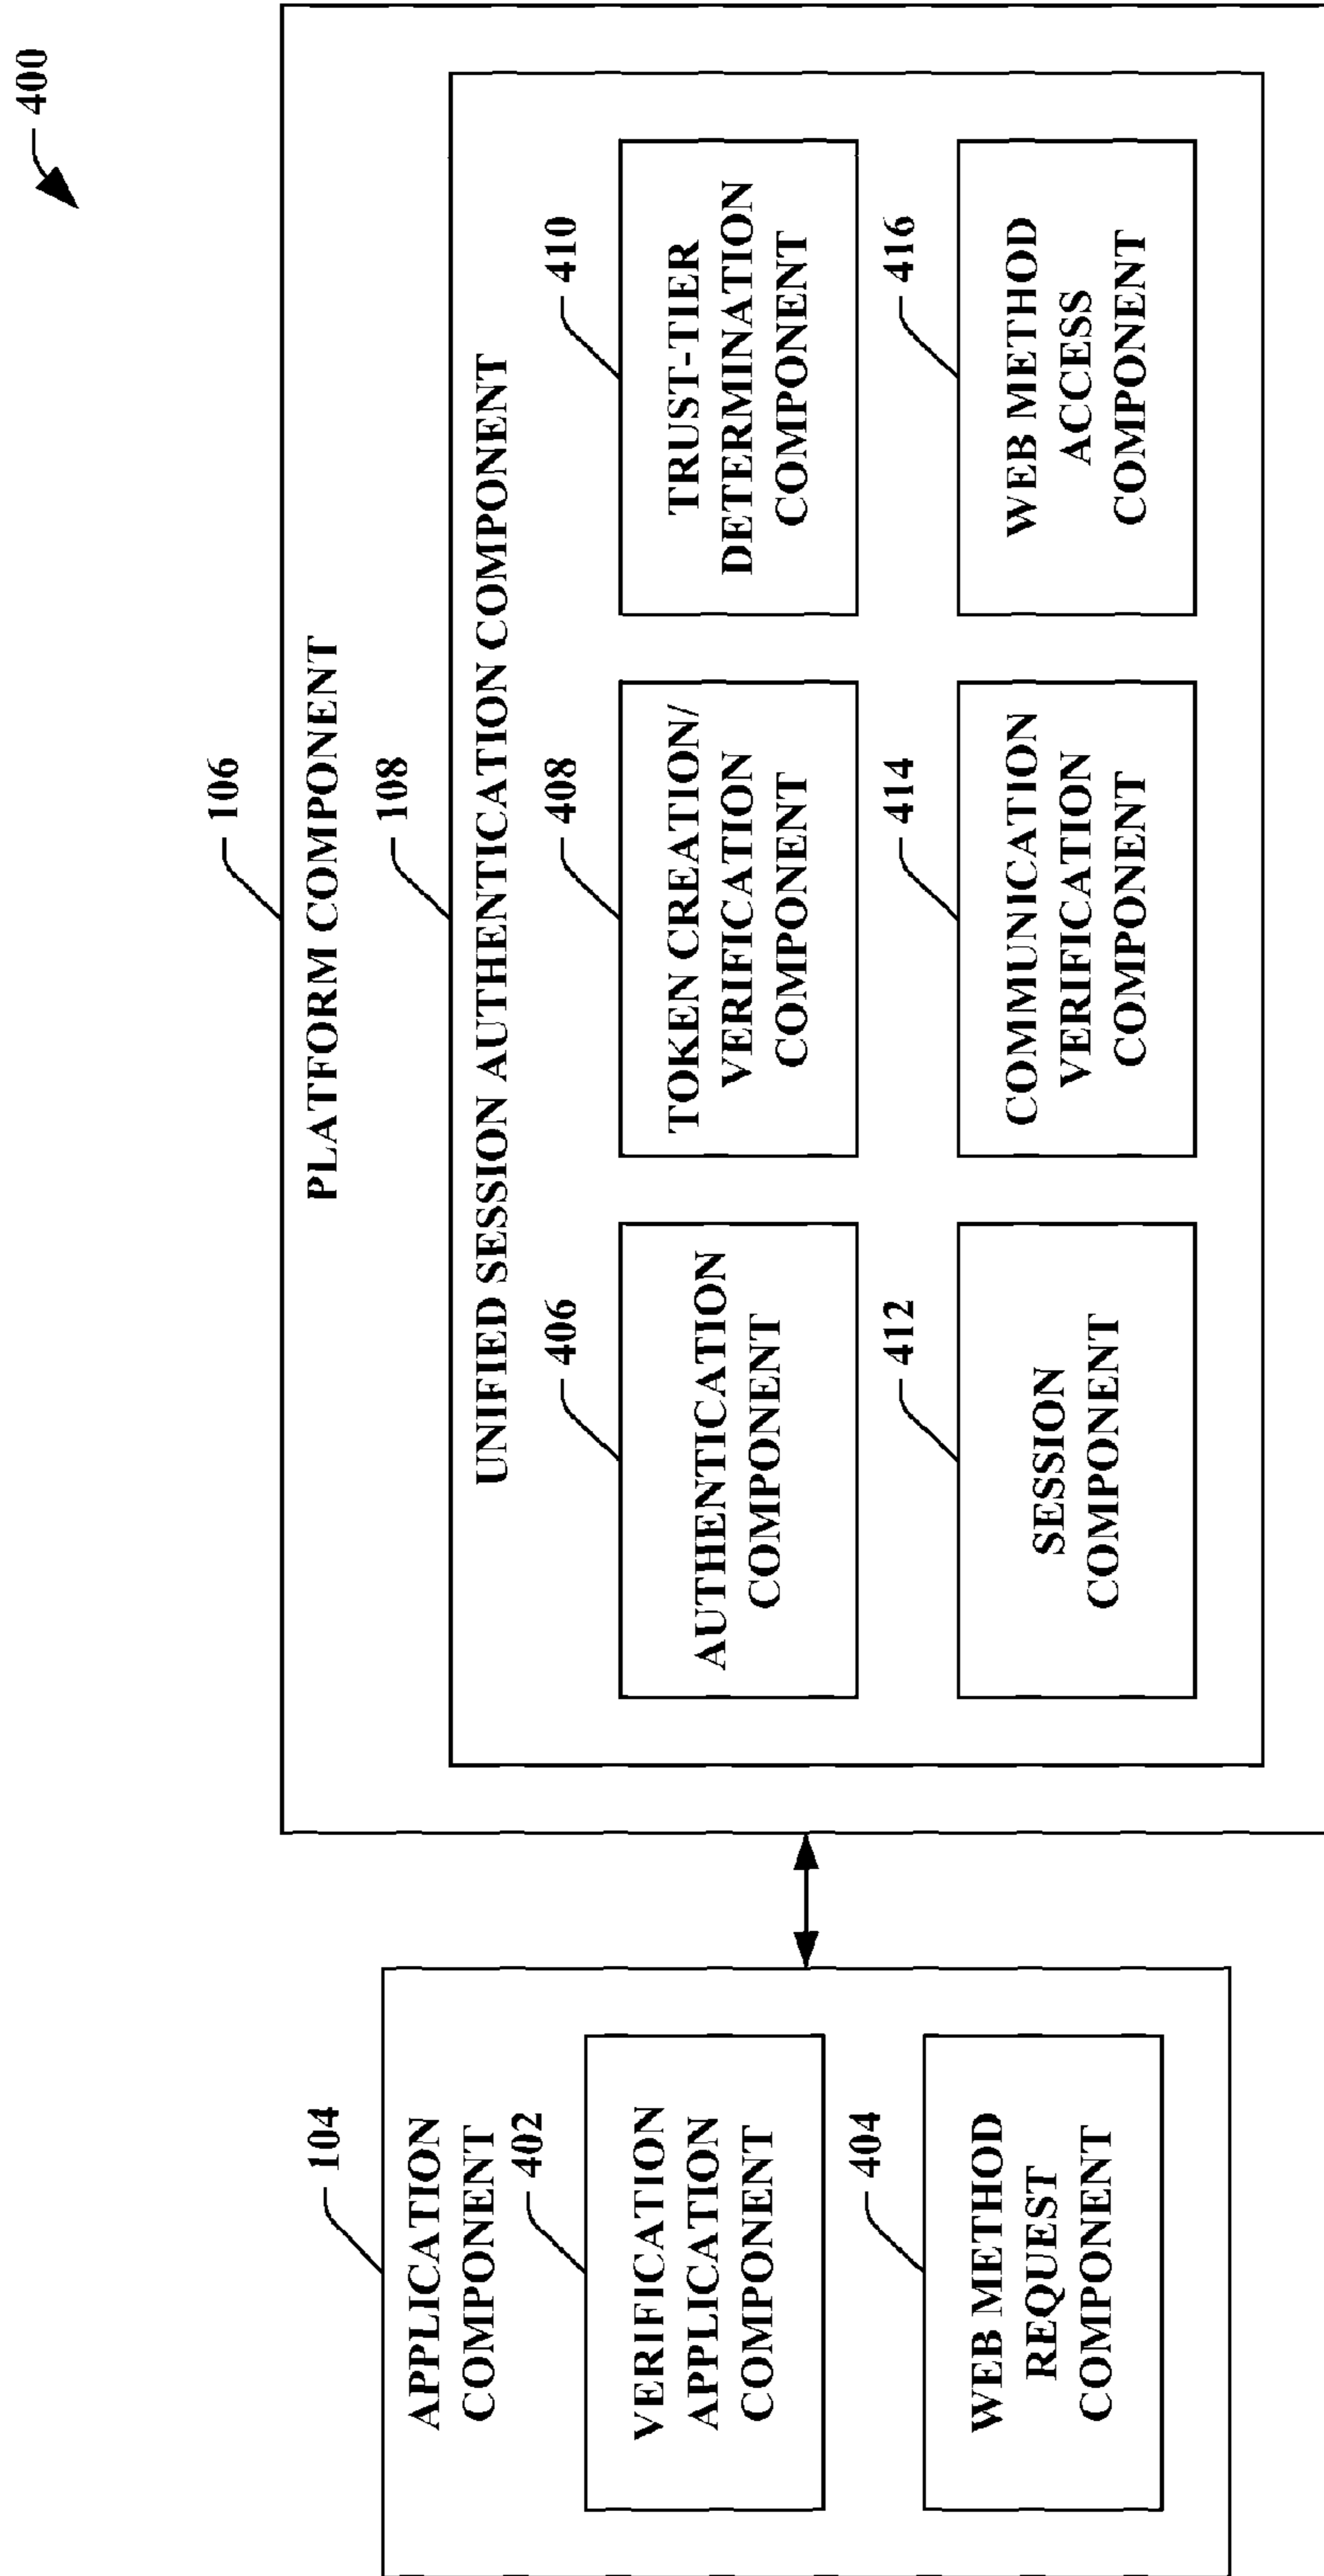 400
104
APPLICATION
COMPONENT
402
VERIFICATION
APPLICATION
COMPONENT
404
WEB METHOD
REQUEST
COMPONENT
106
PLATFORM COMPONENT
108
UNIFIED SESSION AUTHENTICATION COMPONENT
406
AUTHENTICATION
COMPONENT
408
TOKEN CREATION/
VERIFICATION
COMPONENT
410
TRUST-TIER
DETERMINATION
COMPONENT
412
SESSION
COMPONENT
414
COMMUNICATION
VERIFICATION
COMPONENT
416
WEB METHOD
ACCESS
COMPONENT